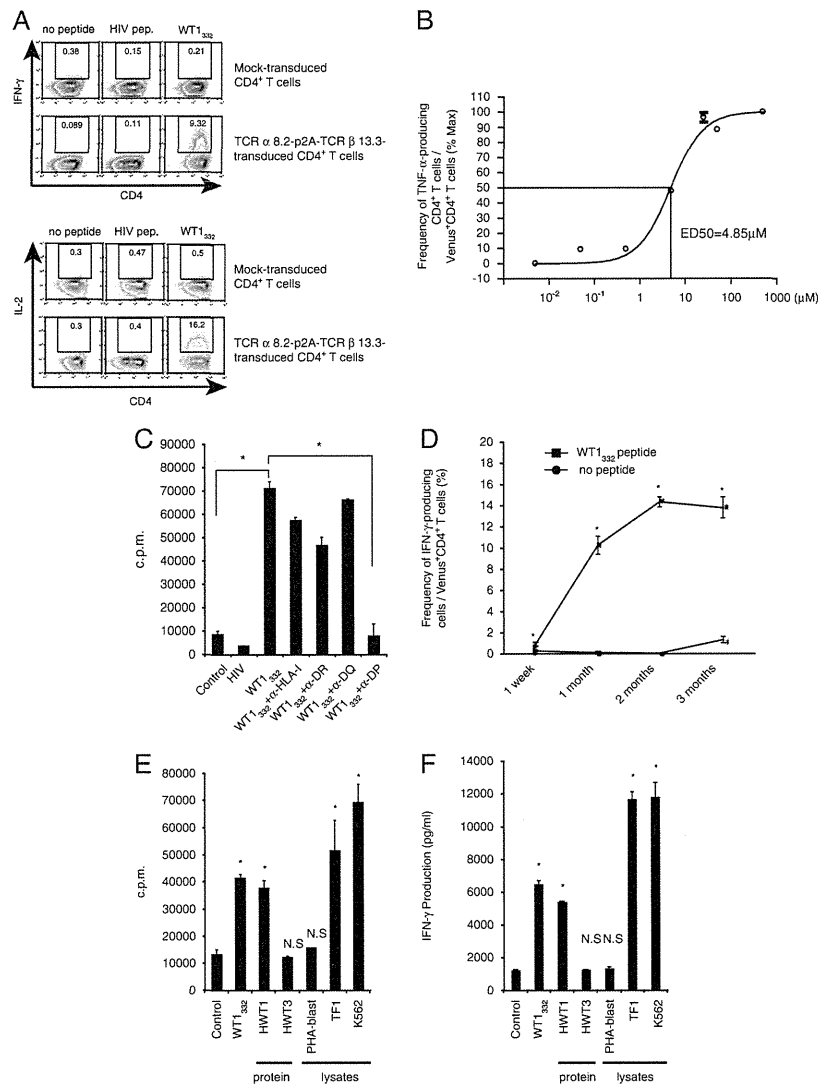 A
no peptide HIV pep. WT1332
0.38 0.15 0.21
Mock-transduced
CD4+ T cells
IFN-γ
0.089 0.11 9.32
TCR α 8.2-p2A-TCR β 13.3-
transduced CD4+ T cells
CD4
no peptide HIV pep. WT1332
0.3 0.47 0.5
Mock-transduced
CD4+ T cells
IL-2
0.3 0.4 16.2
TCR α 8.2-p2A-TCR β 13.3-
transduced CD4+ T cells
CD4
B
Frequency of TNF-α-producing
CD4+ T cells /
Venus+CD4+ T cells (% Max)
110
100
90
80
70
60
50
40
30
20
10
0
-10
ED50=4.85μM
10-2 10-1 1 10 100 1000 (μM)
C
c.p.m.
90000
80000
70000
60000
50000
40000
30000
20000
10000
0
* *
Control
HIV
WT1332
WT1332+α-HLA-I
WT1332+α-DR
WT1332+α-DQ
WT1332+α-DP
D
Frequency of IFN-γ-producing
cells / Venus+CD4+ T cells (%)
20
18
16
14
12
10
8
6
4
2
0
WT1332 peptide
no peptide
* * * *
1 week
1 month
2 months
3 months
E
c.p.m.
80000
70000
60000
50000
40000
30000
20000
10000
0
* * N.S N.S * *
Control
WT1332
HWT1
HWT3
PHA-blast
TF1
K562
protein lysates
F
IFN-γ Production (pg/ml)
14000
12000
10000
8000
6000
4000
2000
0
* * N.S N.S * *
Control
WT1332
HWT1
HWT3
PHA-blast
TF1
K562
protein lysates